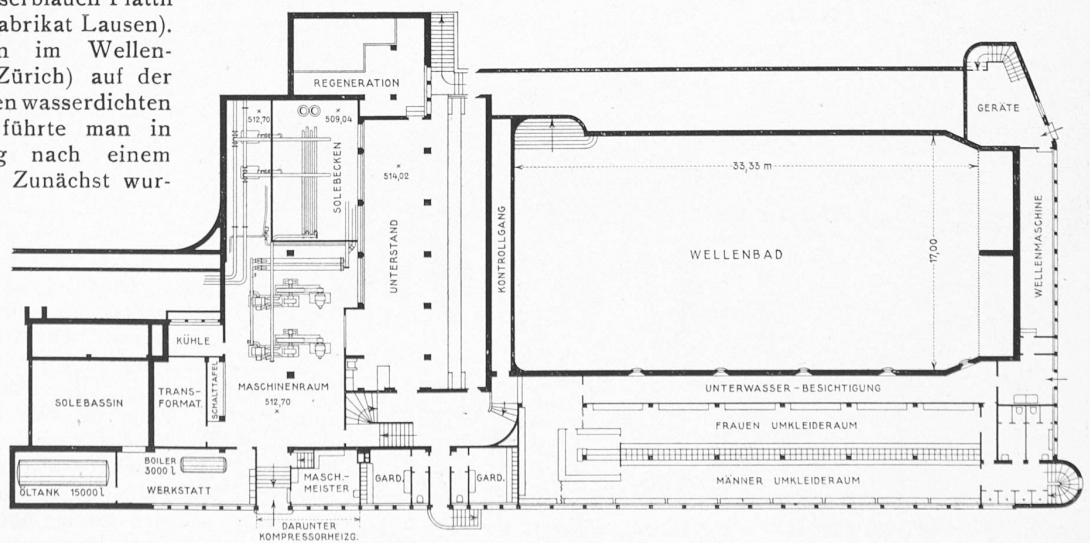 serblauen Plättli
abrikat Lausen).
n im Wellen-
Zürich) auf der
en wasserdichten
führte man in
g nach einem
Zunächst wur-
REGENERATION
GERÄTE
512,70
509,04
SOLEBECKEN
514,02
UNTERSTAND
KONTROLLGANG
33,33 m
WELLENBAD
17,00
WELLENMASCHINE
KÜHLE
SOLEBASSIN
TRANS-
FORMAT.
SCHALTTAFEL
MASCHINENRAUM
512,70
UNTERWASSER-BESICHTIGUNG
FRAUEN UMKLEIDERAUM
MÄNNER UMKLEIDERAUM
ÖLTANK 15000 l
BOILER
3000 l
WERKSTATT
MASCH.-
MEISTER
GARD.
GARD.
DARUNTER
KOMPRESSORHEIZG.